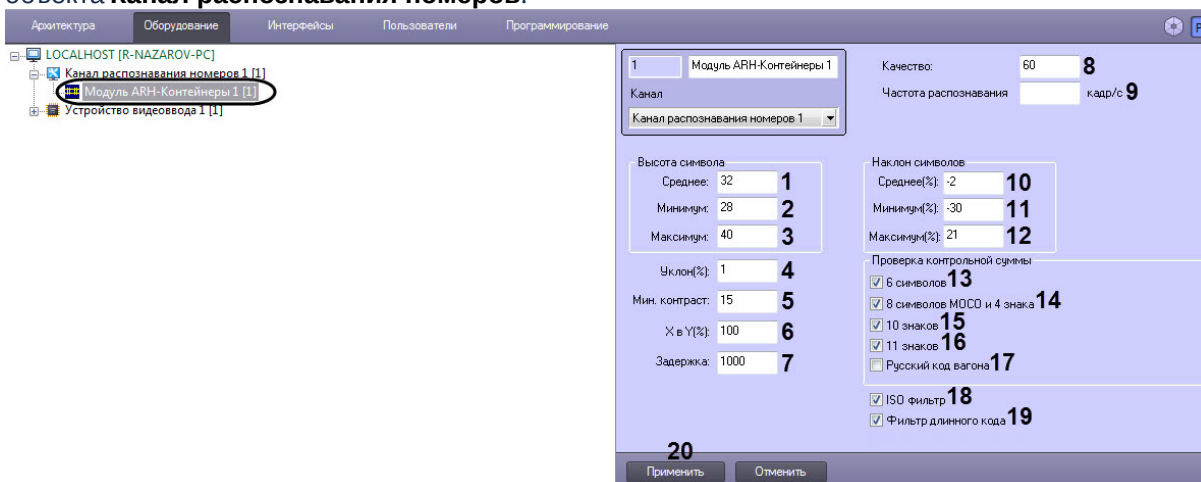 объекта Канал распознавания номеров.
Архитектура Оборудование Интерфейсы Пользователи Программирование
LOCALHOST [R-NAZAROV-PC]
Канал распознавания номеров 1 [1]
Модуль ARH-Контейнеры 1 [1]
Устройство видеоввода 1 [1]
1 Модуль ARH-Контейнеры 1
Канал
Канал распознавания номеров 1
Качество: 60 8
Частота распознавания кадр/с 9
Высота символа
Среднее: 32 1
Минимум: 28 2
Максимум: 40 3
Уклон(%): 1 4
Мин. контраст: 15 5
X в Y(%): 100 6
Задержка: 1000 7
Наклон символов
Среднее(%): -2 10
Минимум(%): -30 11
Максимум(%): 21 12
Проверка контрольной суммы
6 символов 13
8 символов МОСО и 4 знака 14
10 знаков 15
11 знаков 16
Русский код вагона 17
ISO фильтр 18
Фильтр длинного кода 19
20
Применить Отменить